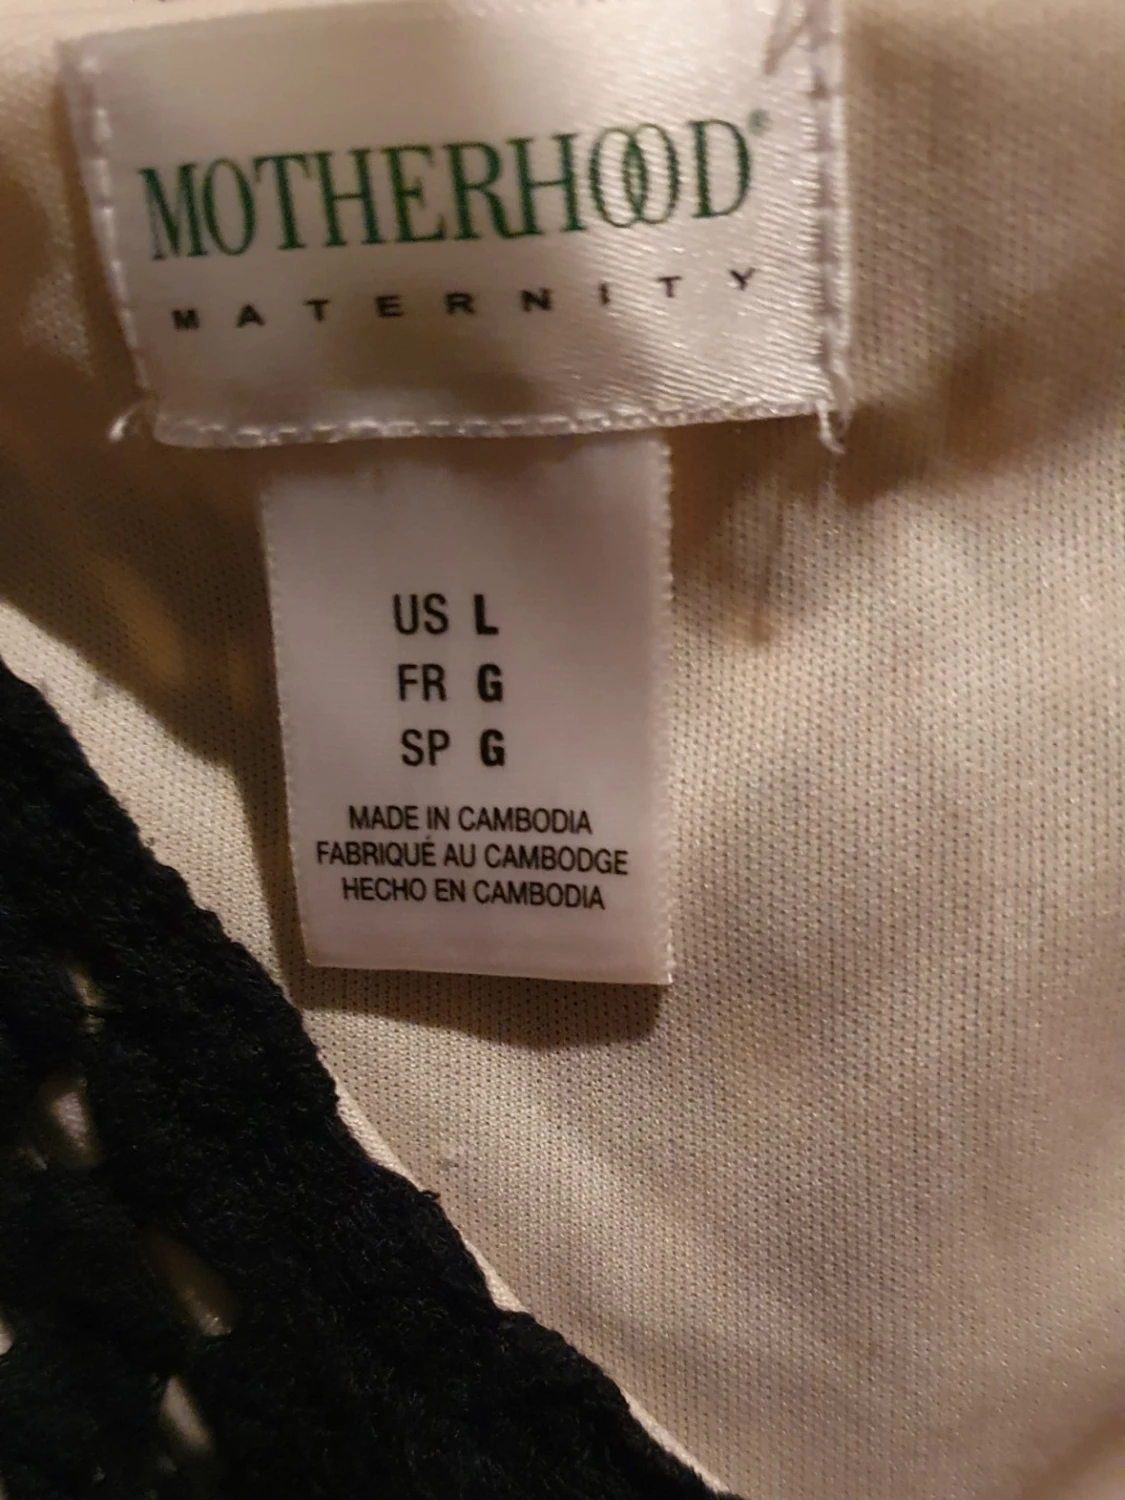 MOTHERHOOD®
MATERNITY
US L
FR G
SP G
MADE IN CAMBODIA
FABRIQUÉ AU CAMBODGE
HECHO EN CAMBODIA